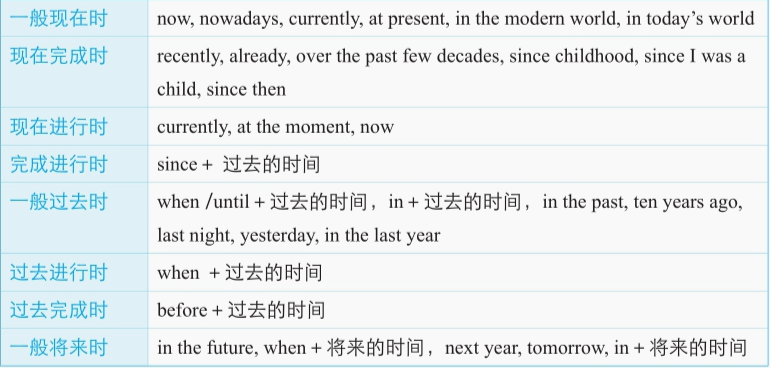 一般现在时 now, nowadays, currently, at present, in the modern world, in today’s world
现在完成时 recently, already, over the past few decades, since childhood, since I was a
child, since then
现在进行时 currently, at the moment, now
完成进行时 since + 过去的时间
一般过去时 when /until + 过去的时间，in + 过去的时间，in the past, ten years ago,
last night, yesterday, in the last year
过去进行时 when + 过去的时间
过去完成时 before + 过去的时间
一般将来时 in the future, when + 将来的时间，next year, tomorrow, in + 将来的时间